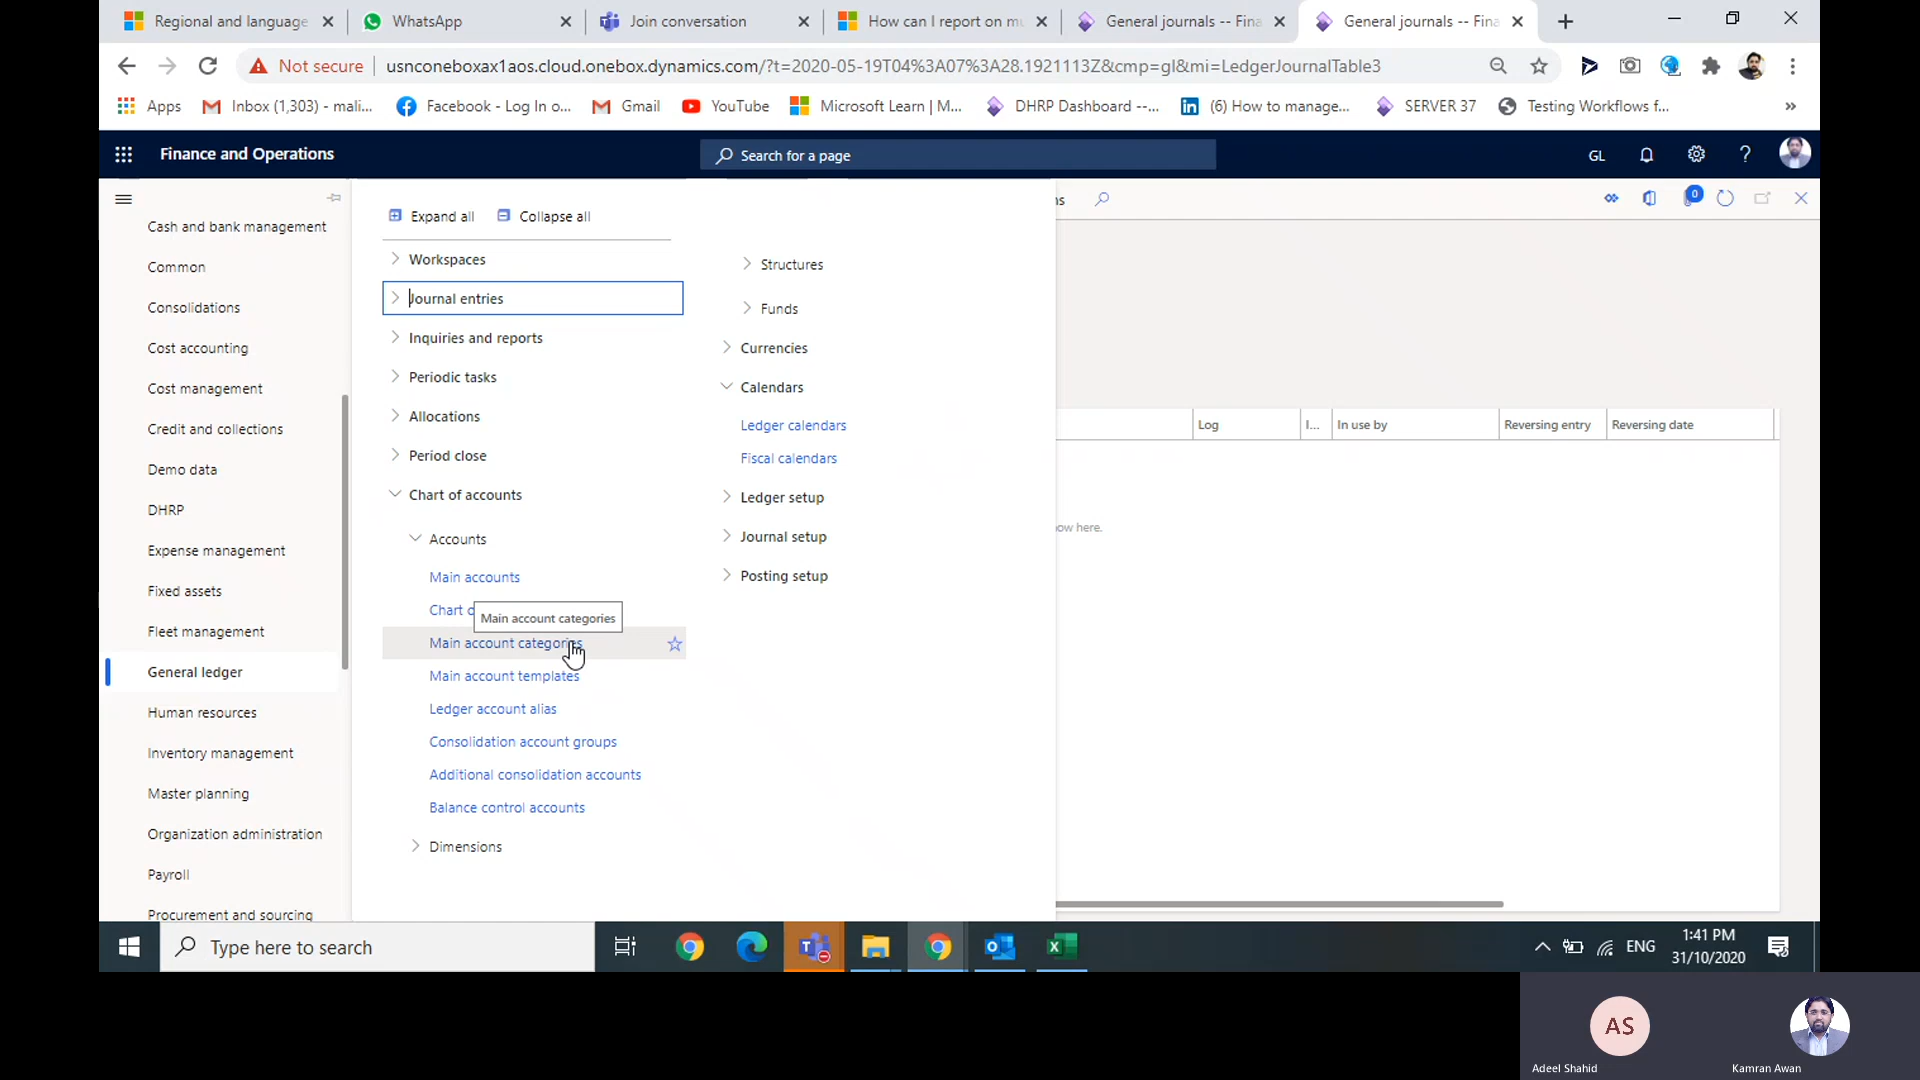 Regional and language
WhatsApp
Join conversation
How can I report on mu
General journals -- Fina
General journals -- Fina
Not secure
usnconeboxax1aos.cloud.onebox.dynamics.com/?t=2020-05-19T04%3A07%3A28.1921113Z&cmp=gl&mi=LedgerJournalTable3
Apps
Inbox (1,303) - mali...
Facebook - Log In o...
Gmail
YouTube
Microsoft Learn | M...
DHRP Dashboard --...
(6) How to manage...
SERVER 37
Testing Workflows f...
»
Finance and Operations
Search for a page
GL
?
Cash and bank management
Common
Consolidations
Cost accounting
Cost management
Credit and collections
Demo data
DHRP
Expense management
Fixed assets
Fleet management
General ledger
Human resources
Inventory management
Master planning
Organization administration
Payroll
Procurement and sourcing
Expand all
Collapse all
Workspaces
Journal entries
Inquiries and reports
Periodic tasks
Allocations
Period close
Chart of accounts
Accounts
Main accounts
Chart o
Main account categories
Main account categories
Main account templates
Ledger account alias
Consolidation account groups
Additional consolidation accounts
Balance control accounts
Dimensions
Structures
Funds
Currencies
Calendars
Ledger calendars
Fiscal calendars
Ledger setup
Journal setup
Posting setup
ns
0
Log
I...
In use by
Reversing entry
Reversing date
ow here.
Type here to search
ENG
1:41 PM
31/10/2020
AS
Adeel Shahid
Kamran Awan